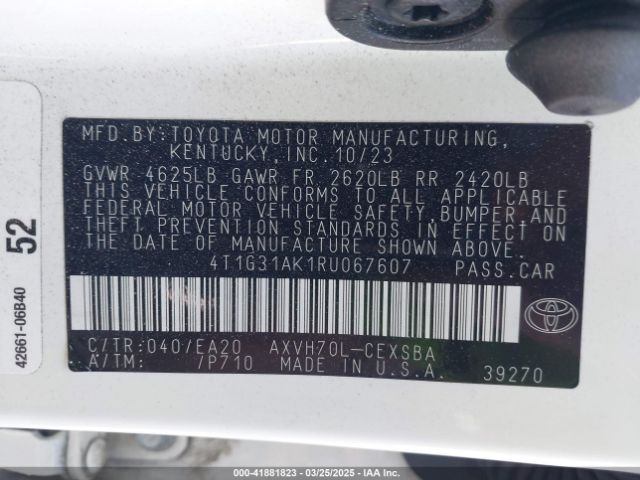 MFD.BY:TOYOTA MOTOR MANUFACTURING,
KENTUCKY,INC.10/23
GVWR 4625LB GAWR FR 2620LB RR 2420LB
THIS VEHICLE CONFORMS TO ALL APPLICABLE
FEDERAL MOTOR VEHICLE SAFETY,BUMPER AND
THEFT PREVENTION STANDARDS IN EFFECT ON
THE DATE OF MANUFACTURE SHOWN ABOVE.
4T1G31AK1RU067607 PASS.CAR
C/TR:040/EA20 AXVH70L-CEXSBA
A/TM: /P710 MADE IN U.S.A. 39270
52
42661-06B40
000-41881823 | 03/25/2025 | IAA Inc.